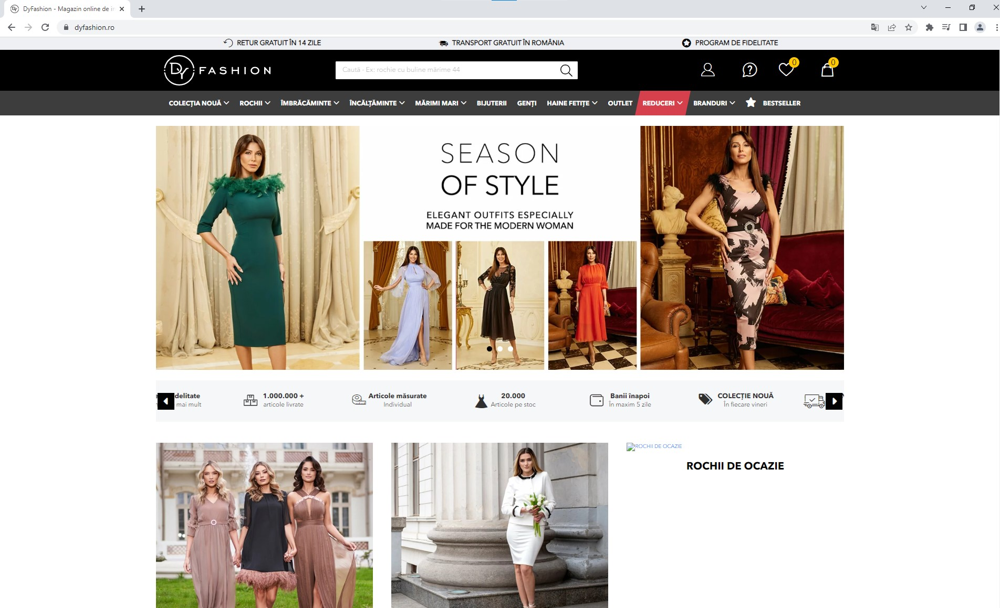 DyFashion - Magazin online de î
dyfashion.ro
RETUR GRATUIT ÎN 14 ZILE
TRANSPORT GRATUIT ÎN ROMÂNIA
PROGRAM DE FIDELITATE
DY FASHION
Caută - Ex: rochie cu buline mărime 44
0
0
COLECȚIA NOUĂ
ROCHII
ÎMBRĂCĂMINTE
ÎNCĂLȚĂMINTE
MĂRIMI MARI
BIJUTERII
GENȚI
HAINE FETIȚE
OUTLET
REDUCERI
BRANDURI
BESTSELLER
SEASON
OF STYLE
ELEGANT OUTFITS ESPECIALLY
MADE FOR THE MODERN WOMAN
delitate
mai mult
1.000.000 +
articole livrate
Articole măsurate
Individual
20.000
Articole pe stoc
Banii înapoi
În maxim 5 zile
COLECȚIE NOUĂ
În fiecare vineri
ROCHII DE OCAZIE
ROCHII DE OCAZIE